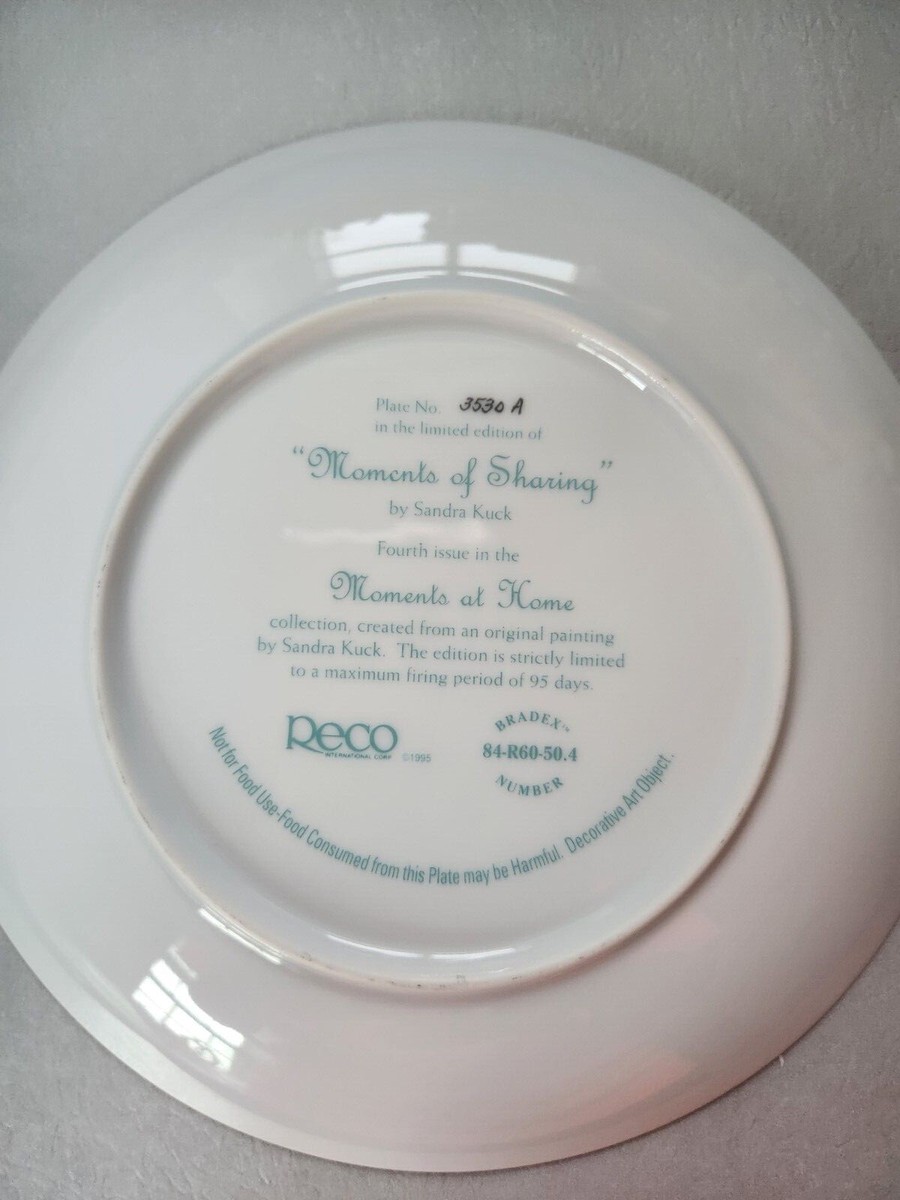 Plate No. 3530 A
in the limited edition of
“Moments of Sharing”
by Sandra Kuck
Fourth issue in the
Moments at Home
collection, created from an original painting
by Sandra Kuck. The edition is strictly limited
to a maximum firing period of 95 days.
Reco
INTERNATIONAL CORP ©1995
BRADEX™
84-R60-50.4
NUMBER
Not for Food Use-Food Consumed from this Plate may be Harmful. Decorative Art Object.